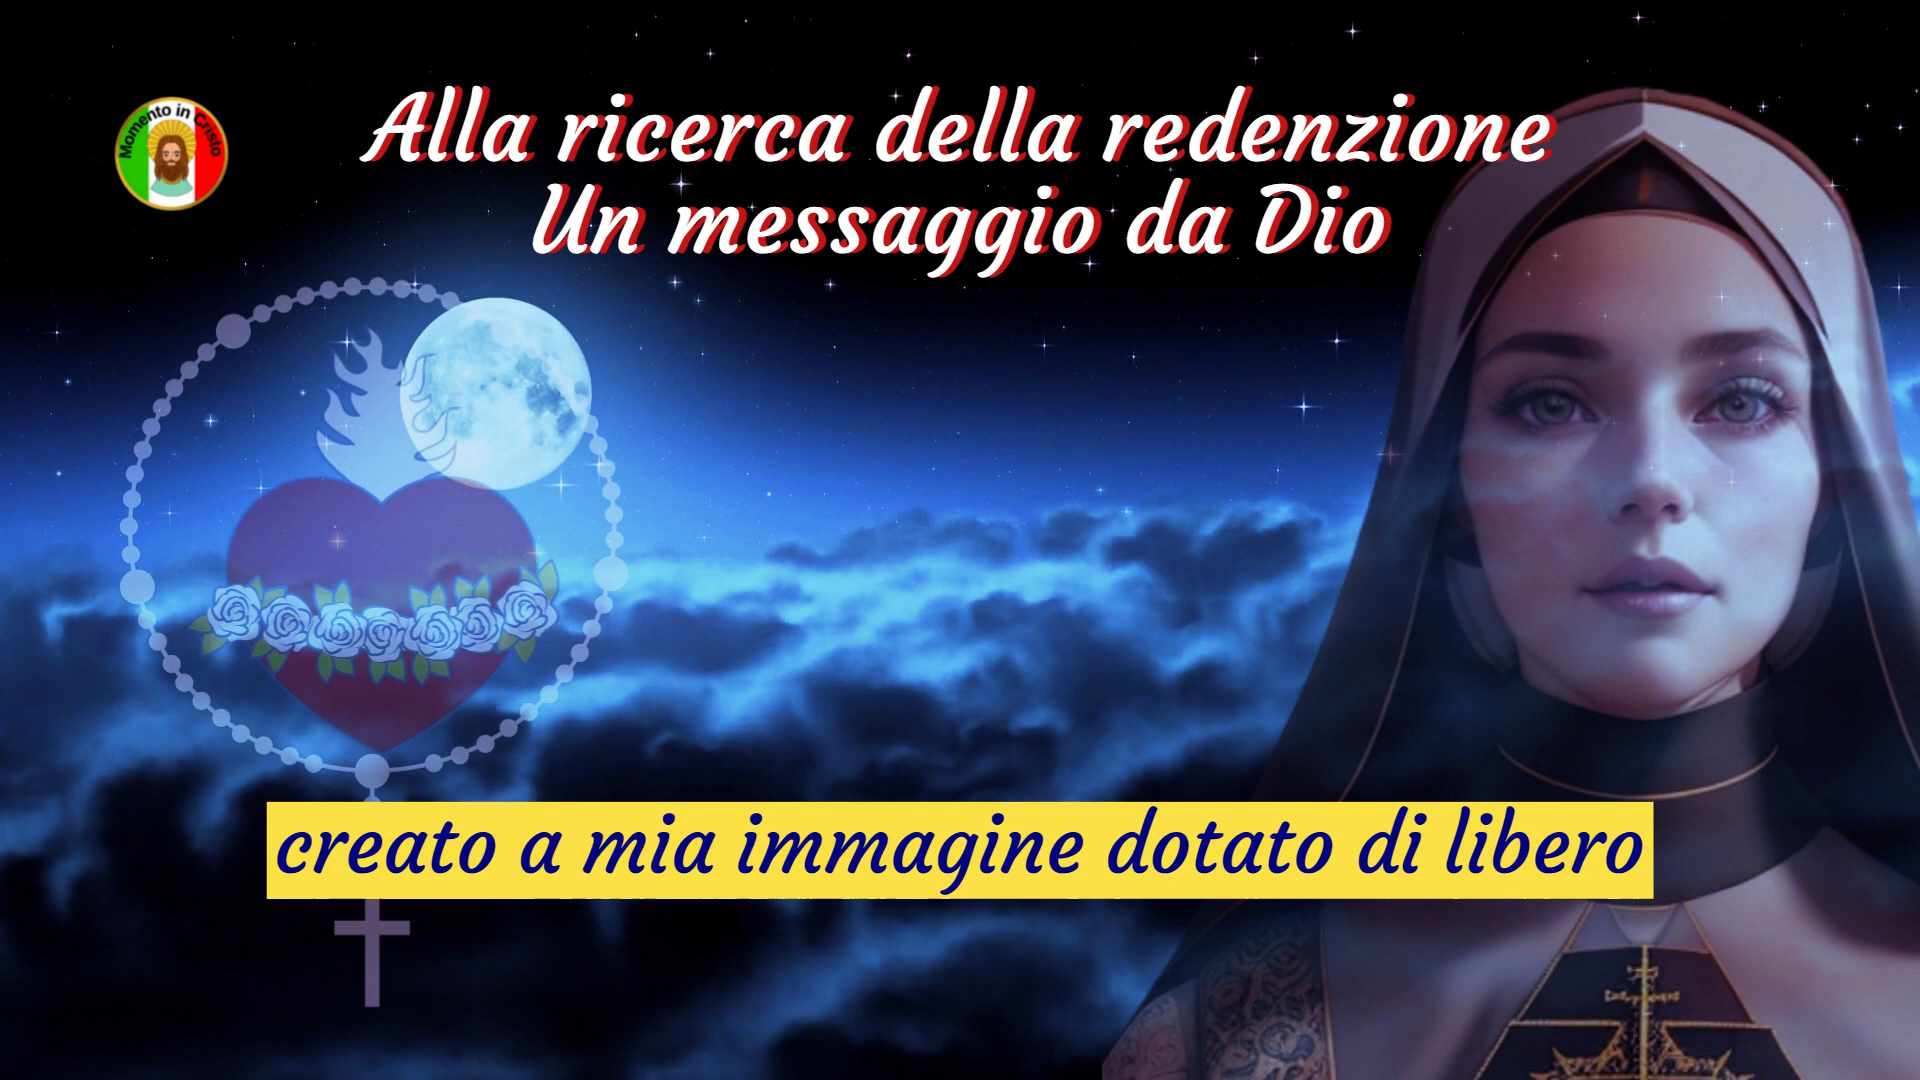 Momento in Cristo
Alla ricerca della redenzione
Un messaggio da Dio
creato a mia immagine dotato di libero